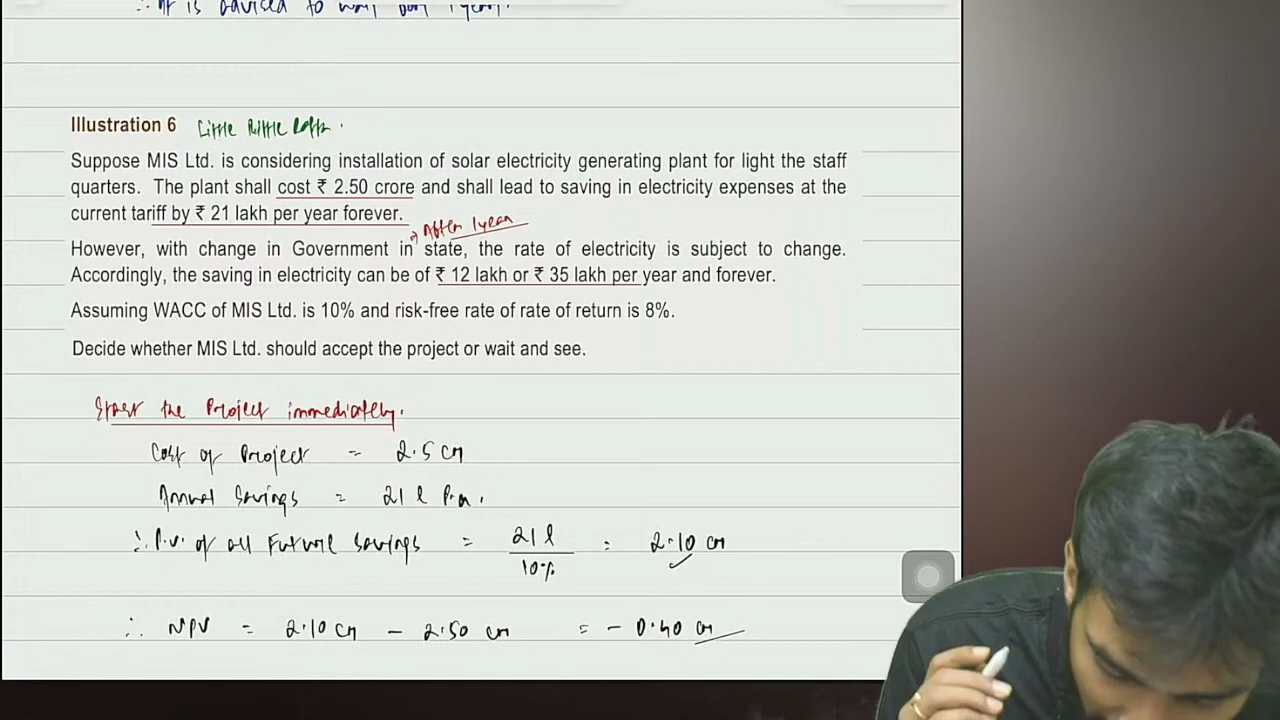 ∴ It is advised to wait for 1 year.
Illustration 6 Little
Suppose MIS Ltd. is considering installation of solar electricity generating plant for light the staff
quarters. The plant shall cost ₹ 2.50 crore and shall lead to saving in electricity expenses at the
current tariff by ₹ 21 lakh per year forever.
→ After 1 year
However, with change in Government in state, the rate of electricity is subject to change.
Accordingly, the saving in electricity can be of ₹ 12 lakh or ₹ 35 lakh per year and forever.
Assuming WACC of MIS Ltd. is 10% and risk-free rate of rate of return is 8%.
Decide whether MIS Ltd. should accept the project or wait and see.
the Project immediately.
Cost of Project = 2.5 cr
Annual Savings = 21 l p.a.
∴ P.V. of all Future Savings = 21 l / 10% = 2.10 cr
∴ NPV = 2.10 cr - 2.50 cr = - 0.40 cr